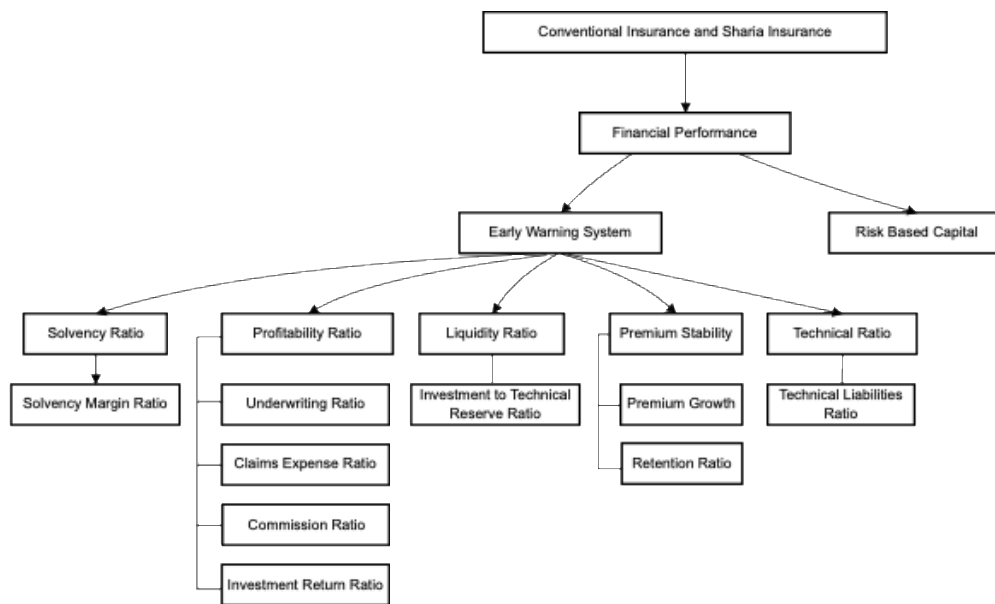 Conventional Insurance and Sharia Insurance
Financial Performance
Early Warning System
Risk Based Capital
Solvency Ratio
Profitability Ratio
Liquidity Ratio
Premium Stability
Technical Ratio
Solvency Margin Ratio
Underwriting Ratio
Investment to Technical
Reserve Ratio
Premium Growth
Technical Liabilities
Ratio
Claims Expense Ratio
Retention Ratio
Commission Ratio
Investment Return Ratio